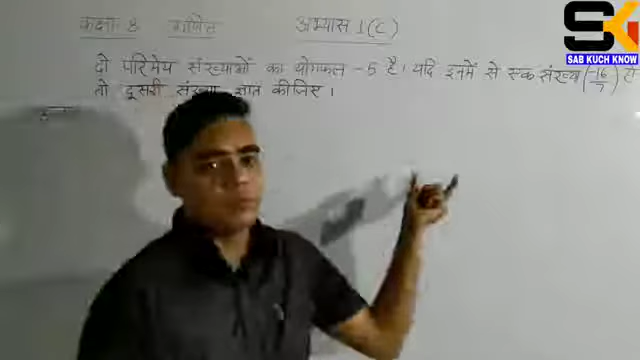 कक्षा 8 गणित अभ्यास 1(C)
SK
SAB KUCH KNOW
दो परिमेय संख्याओं का योगफल -5 है। यदि इनमें से एक संख्या (-16/7) हो
तो दूसरी संख्या ज्ञात कीजिए।